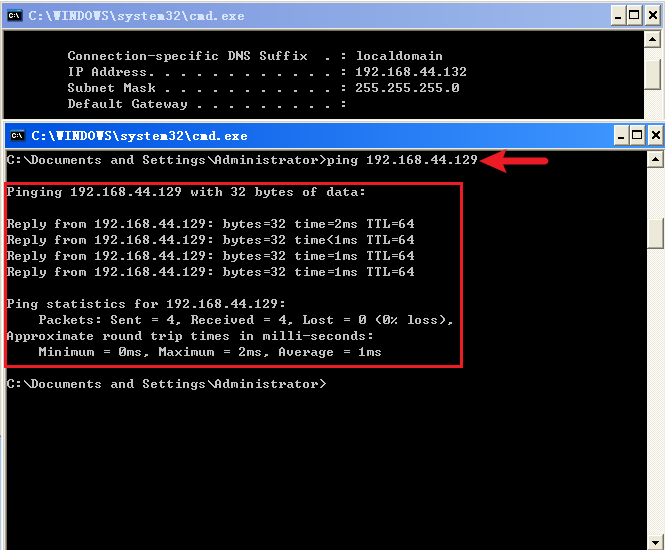 C:\WINDOWS\system32\cmd.exe
Connection-specific DNS Suffix  . : localdomain
IP Address. . . . . . . . . . . . : 192.168.44.132
Subnet Mask . . . . . . . . . . . : 255.255.255.0
Default Gateway . . . . . . . . . :
C:\WINDOWS\system32\cmd.exe
C:\Documents and Settings\Administrator>ping 192.168.44.129
Pinging 192.168.44.129 with 32 bytes of data:
Reply from 192.168.44.129: bytes=32 time=2ms TTL=64
Reply from 192.168.44.129: bytes=32 time<1ms TTL=64
Reply from 192.168.44.129: bytes=32 time=1ms TTL=64
Reply from 192.168.44.129: bytes=32 time=1ms TTL=64
Ping statistics for 192.168.44.129:
    Packets: Sent = 4, Received = 4, Lost = 0 (0% loss),
Approximate round trip times in milli-seconds:
    Minimum = 0ms, Maximum = 2ms, Average = 1ms
C:\Documents and Settings\Administrator>